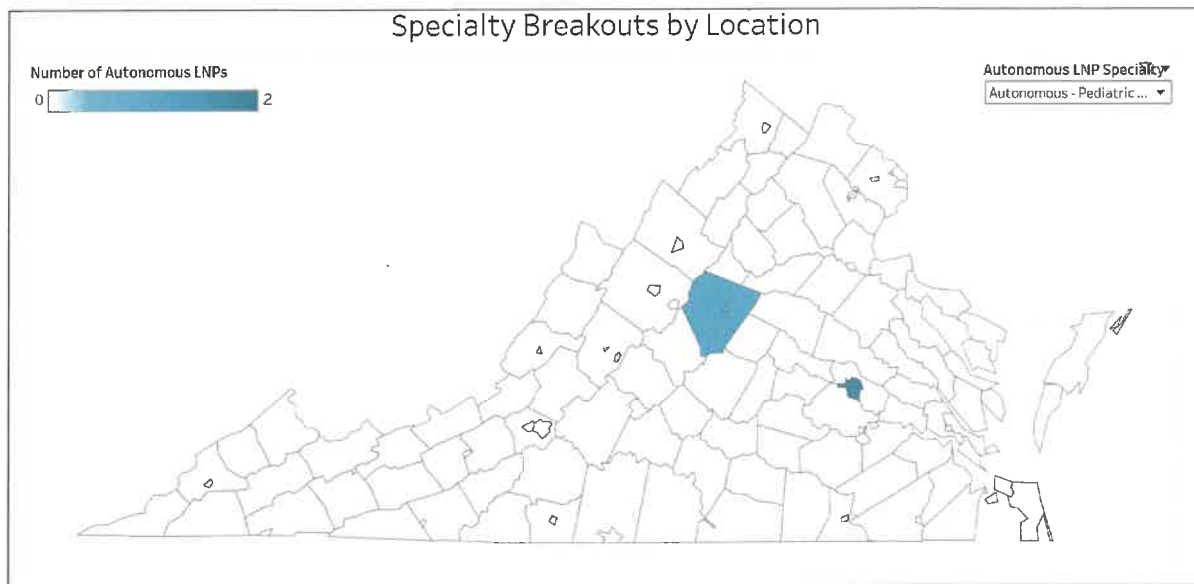 Specialty Breakouts by Location
Number of Autonomous LNPs
0 2
Autonomous LNP Specialty
Autonomous - Pediatric ...